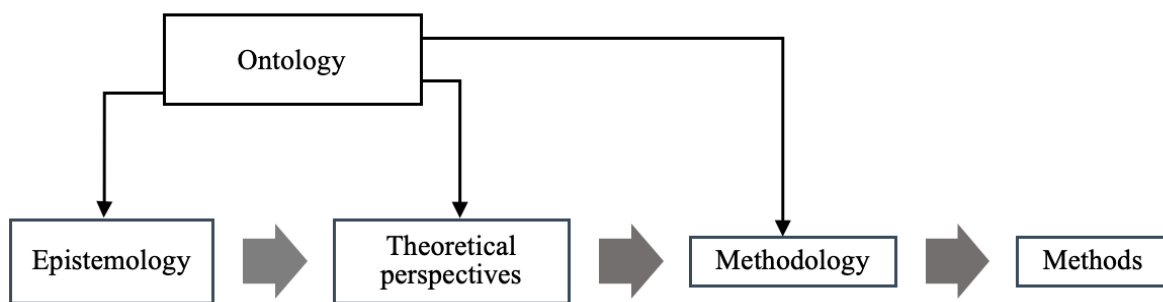 Ontology
Epistemology
Theoretical
perspectives
Methodology
Methods